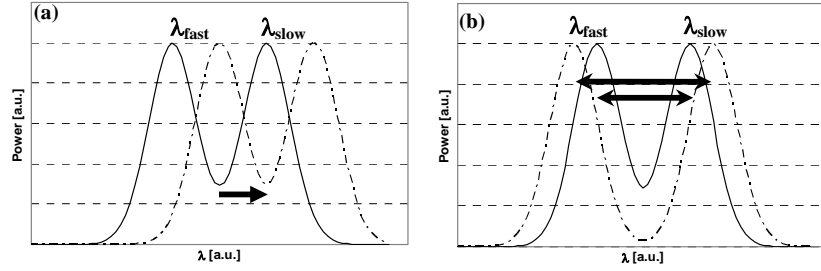 (a)
λfast
λslow
Power [a.u.]
λ [a.u.]
(b)
λfast
λslow
Power [a.u.]
λ [a.u.]